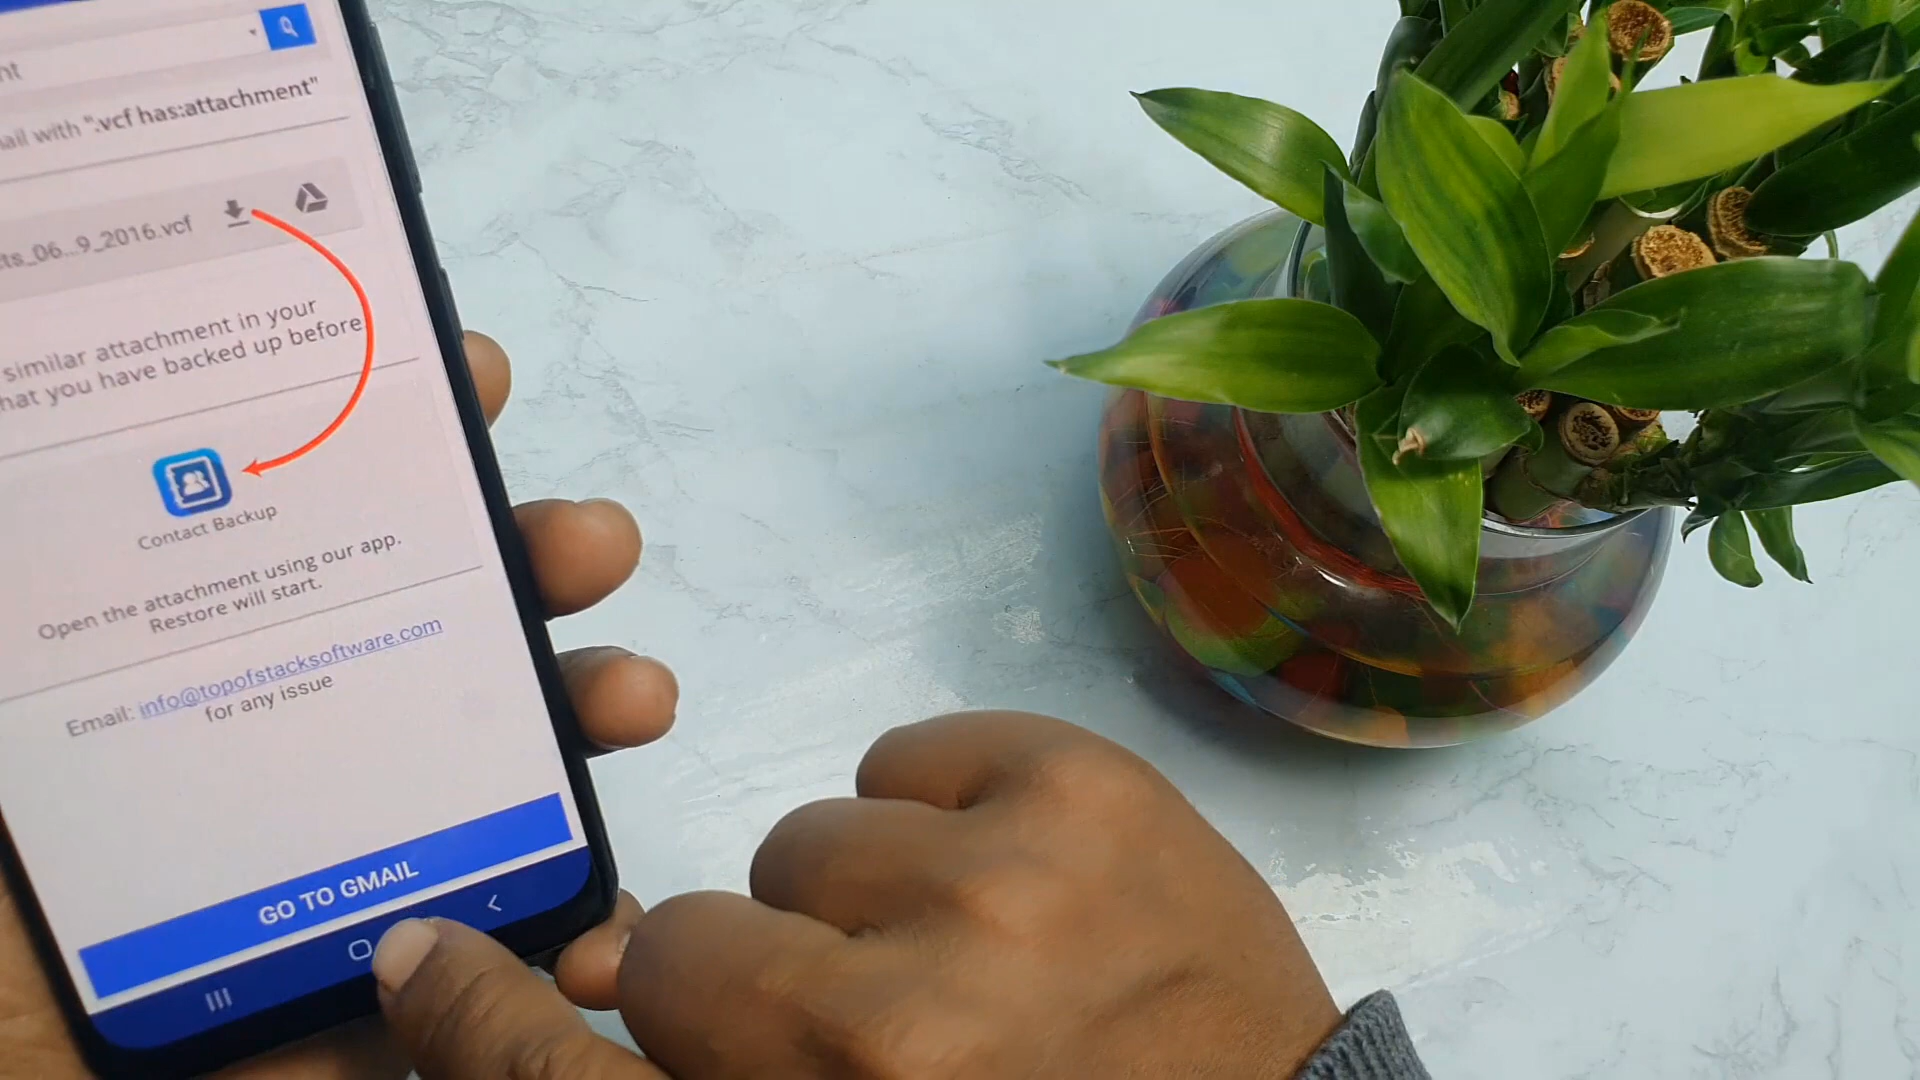 nt
ail with ".vcf has:attachment"
ts_06...9_2016.vcf
similar attachment in your
hat you have backed up before
Contact Backup
Open the attachment using our app.
Restore will start.
Email: info@topofstacksoftware.com
for any issue
GO TO GMAIL